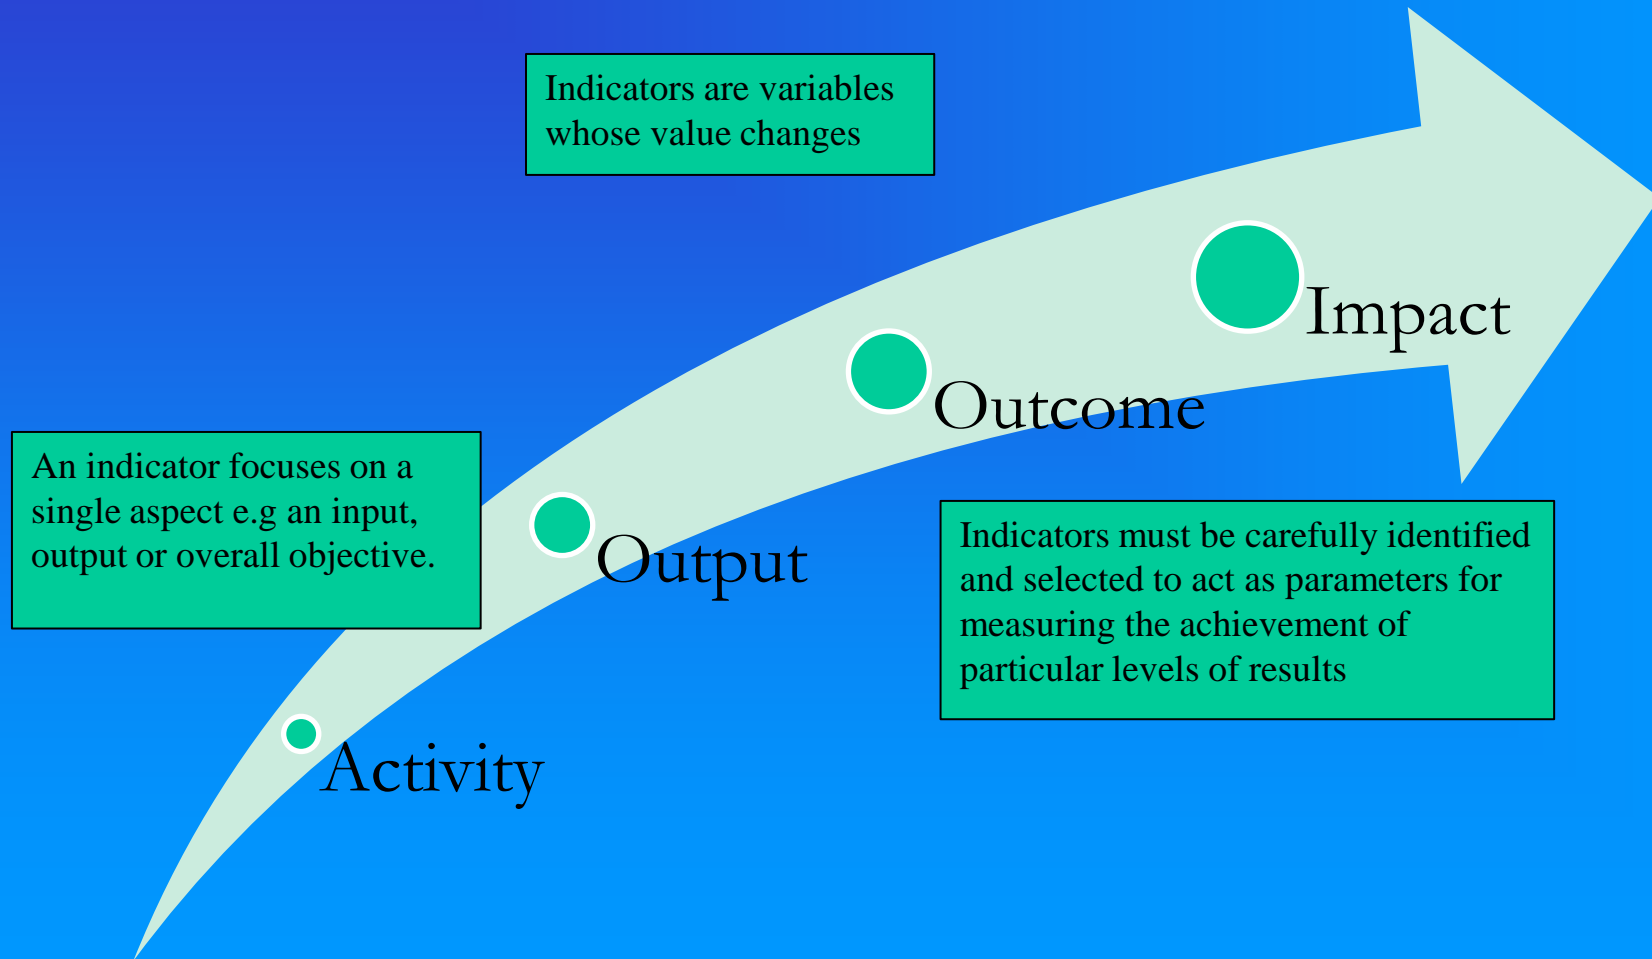 Indicators are variables
whose value changes
Impact
Outcome
An indicator focuses on a
single aspect e.g an input,
output or overall objective.
Output
Indicators must be carefully identified
and selected to act as parameters for
measuring the achievement of
particular levels of results
Activity